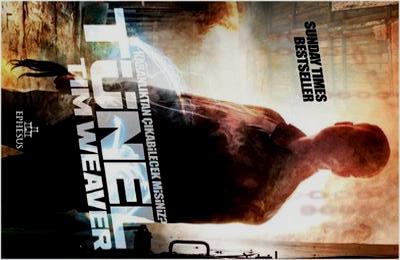 SUNDAY TIMES
BESTSELLER
KARANLIKTAN ÇIKABİLECEK MİSİNİZ?
TÜNEL
TIM WEAVER
EPHESUS